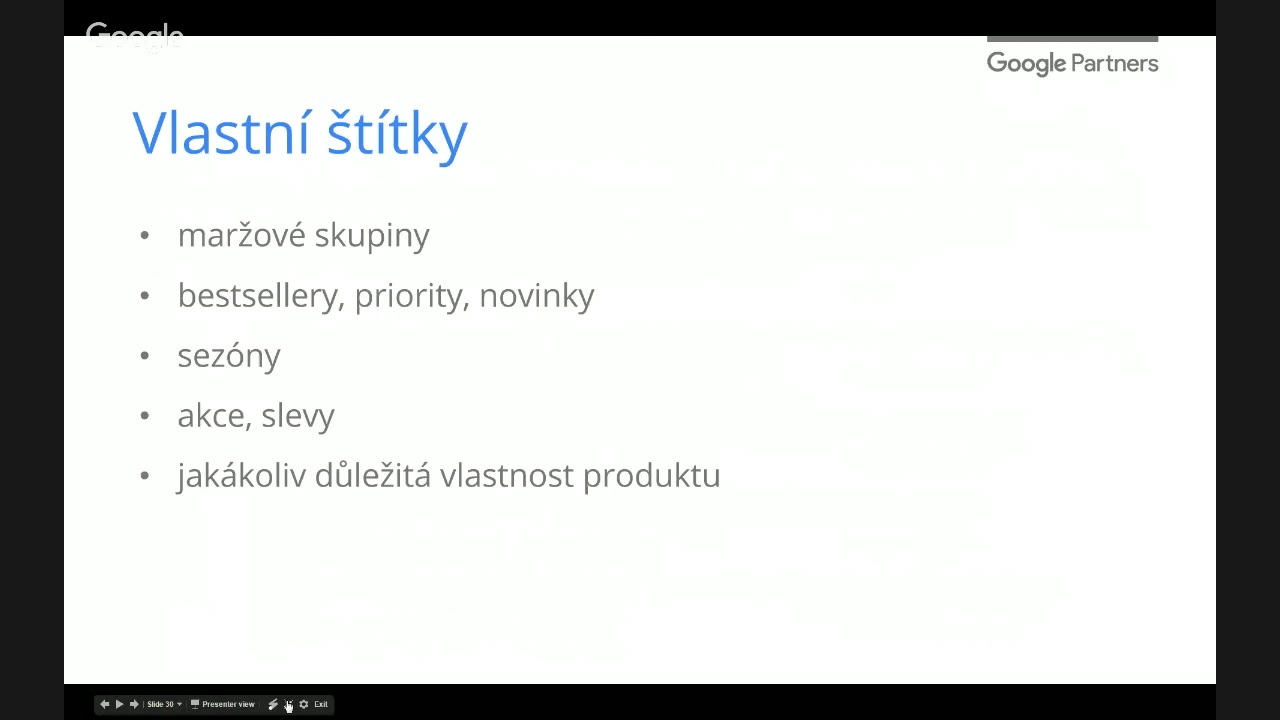 Google
Google Partners
Vlastní štítky
• maržové skupiny
• bestsellery, priority, novinky
• sezóny
• akce, slevy
• jakákoliv důležitá vlastnost produktu
Slide 30 Presenter view Exit